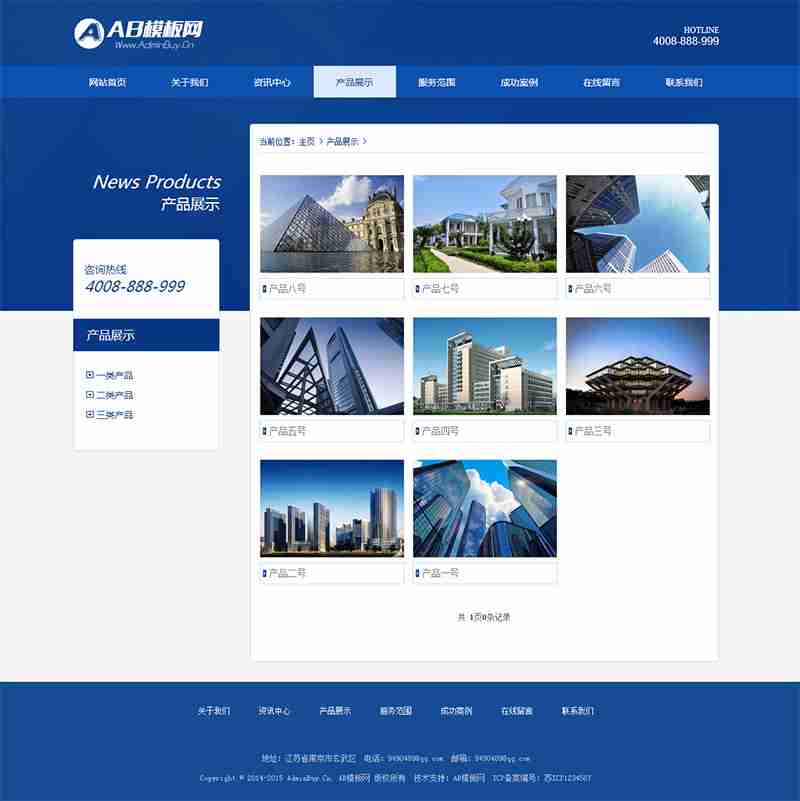 AB模板网
Www.AdminBuy.Cn
HOTLINE
4008-888-999
网站首页 关于我们 资讯中心 产品展示 服务范围 成功案例 在线留言 联系我们
当前位置: 主页 > 产品展示 >
News Products
产品展示
咨询热线
4008-888-999
产品展示
一类产品
二类产品
三类产品
产品八号 产品七号 产品六号
产品五号 产品四号 产品三号
产品二号 产品一号
共 1页8条记录
关于我们 资讯中心 产品展示 服务范围 成功案例 在线留言 联系我们
地址: 江苏省南京市玄武区 电话: 9490489@qq.com 邮箱: 9490489@qq.com
Copyright © 2014-2015 AdminBuy.Cn. AB模板网 版权所有 技术支持: AB模板网 ICP备案编号: 苏ICP1234567